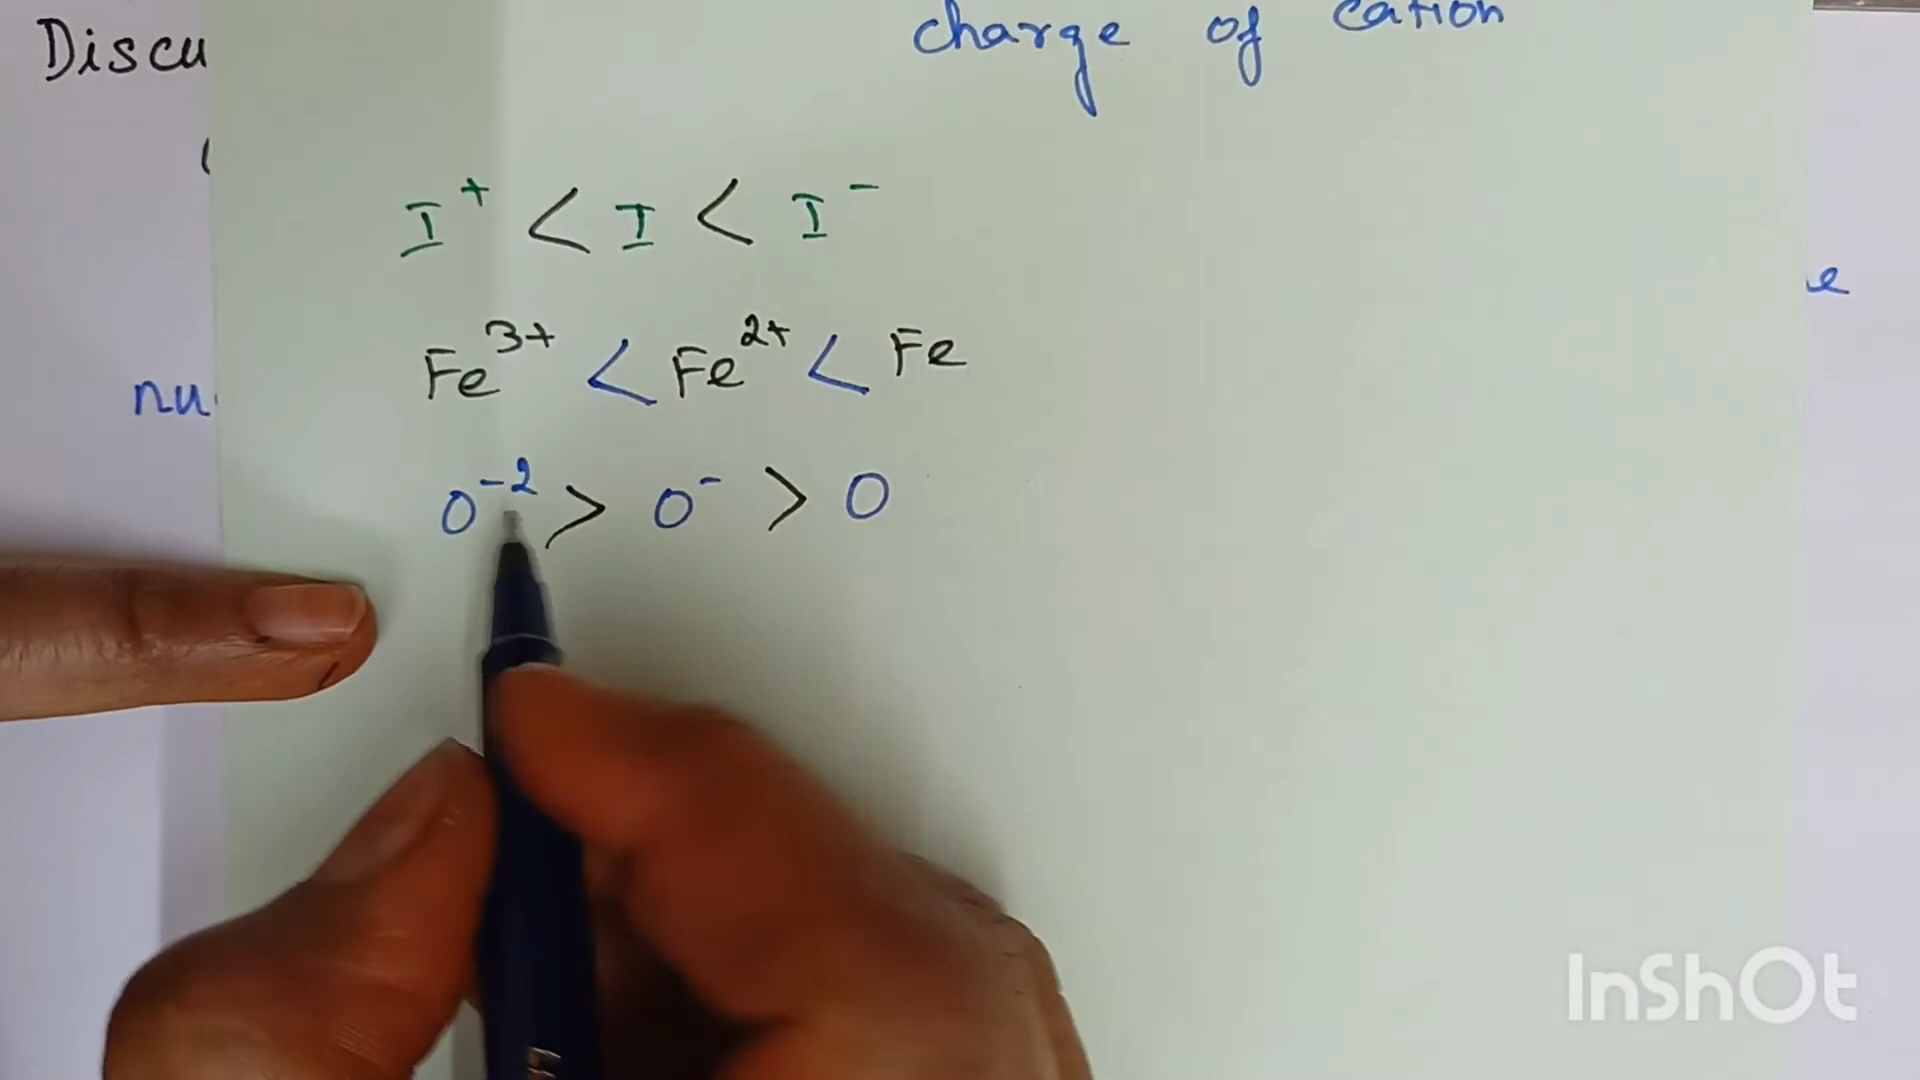 Discu
charge of cation
I⁺ < I < I⁻
e
Fe³⁺ < Fe²⁺ < Fe
nu
O⁻² > O⁻ > O
InShOt